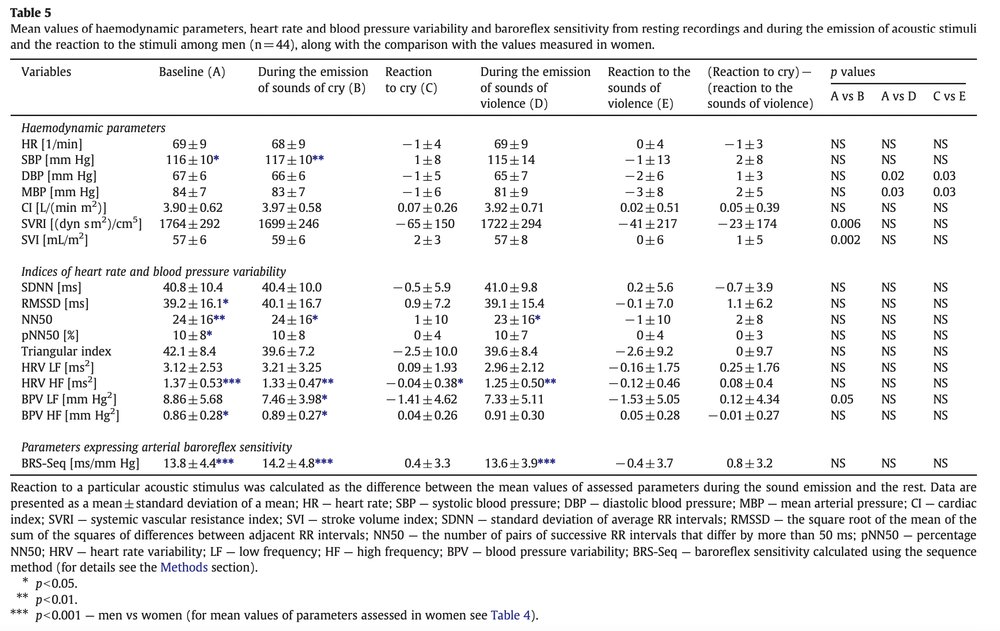 Table 5
Mean values of haemodynamic parameters, heart rate and blood pressure variability and baroreflex sensitivity from resting recordings and during the emission of acoustic stimuli
and the reaction to the stimuli among men (n=44), along with the comparison with the values measured in women.
Variables Baseline (A) During the emission of sounds of cry (B) Reaction to cry (C) During the emission of sounds of violence (D) Reaction to the sounds of violence (E) (Reaction to cry) – (reaction to the sounds of violence) p values
A vs B A vs D C vs E
Haemodynamic parameters
HR [1/min] 69±9 68±9 −1±4 69±9 0±4 −1±3 NS NS NS
SBP [mm Hg] 116±10* 117±10** 1±8 115±14 −1±13 2±8 NS NS NS
DBP [mm Hg] 67±6 66±6 −1±5 65±7 −2±6 1±3 NS 0.02 0.03
MBP [mm Hg] 84±7 83±7 −1±6 81±9 −3±8 2±5 NS 0.03 0.03
CI [L/(min m²)] 3.90±0.62 3.97±0.58 0.07±0.26 3.92±0.71 0.02±0.51 0.05±0.39 NS NS NS
SVRI [(dyn s m²)/cm⁵] 1764±292 1699±246 −65±150 1722±294 −41±217 −23±174 0.006 NS NS
SVI [mL/m²] 57±6 59±6 2±3 57±8 0±6 1±5 0.002 NS NS
Indices of heart rate and blood pressure variability
SDNN [ms] 40.8±10.4 40.4±10.0 −0.5±5.9 41.0±9.8 0.2±5.6 −0.7±3.9 NS NS NS
RMSSD [ms] 39.2±16.1* 40.1±16.7 0.9±7.2 39.1±15.4 −0.1±7.0 1.1±6.2 NS NS NS
NN50 24±16** 24±16* 1±10 23±16* −1±10 2±8 NS NS NS
pNN50 [%] 10±8* 10±8 0±4 10±7 0±4 0±3 NS NS NS
Triangular index 42.1±8.4 39.6±7.2 −2.5±10.0 39.6±8.4 −2.6±9.2 0±9.7 NS NS NS
HRV LF [ms²] 3.12±2.53 3.21±3.25 0.09±1.93 2.96±2.12 −0.16±1.75 0.25±1.76 NS NS NS
HRV HF [ms²] 1.37±0.53*** 1.33±0.47** −0.04±0.38* 1.25±0.50** −0.12±0.46 0.08±0.4 NS NS NS
BPV LF [mm Hg²] 8.86±5.68 7.46±3.98* −1.41±4.62 7.33±5.11 −1.53±5.05 0.12±4.34 0.05 NS NS
BPV HF [mm Hg²] 0.86±0.28* 0.89±0.27* 0.04±0.26 0.91±0.30 0.05±0.28 −0.01±0.27 NS NS NS
Parameters expressing arterial baroreflex sensitivity
BRS-Seq [ms/mm Hg] 13.8±4.4*** 14.2±4.8*** 0.4±3.3 13.6±3.9*** −0.4±3.7 0.8±3.2 NS NS NS
Reaction to a particular acoustic stimulus was calculated as the difference between the mean values of assessed parameters during the sound emission and the rest. Data are
presented as a mean±standard deviation of a mean; HR – heart rate; SBP – systolic blood pressure; DBP – diastolic blood pressure; MBP – mean arterial pressure; CI – cardiac
index; SVRI – systemic vascular resistance index; SVI – stroke volume index; SDNN – standard deviation of average RR intervals; RMSSD – the square root of the mean of the
sum of the squares of differences between adjacent RR intervals; NN50 – the number of pairs of successive RR intervals that differ by more than 50 ms; pNN50 – percentage
NN50; HRV – heart rate variability; LF – low frequency; HF – high frequency; BPV – blood pressure variability; BRS-Seq – baroreflex sensitivity calculated using the sequence
method (for details see the Methods section).
* p<0.05.
** p<0.01.
*** p<0.001 – men vs women (for mean values of parameters assessed in women see Table 4).